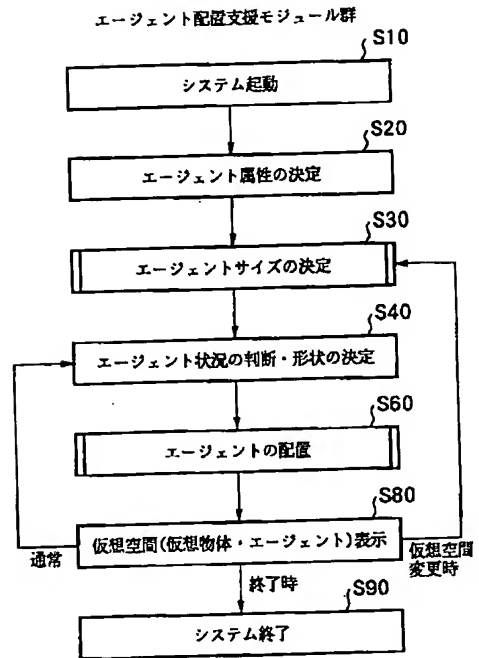 エージェント配置支援モジュール群
S10
システム起動
S20
エージェント属性の決定
S30
エージェントサイズの決定
S40
エージェント状況の判断・形状の決定
S60
エージェントの配置
S80
仮想空間(仮想物体・エージェント)表示
通常
仮想空間
変更時
終了時
S90
システム終了